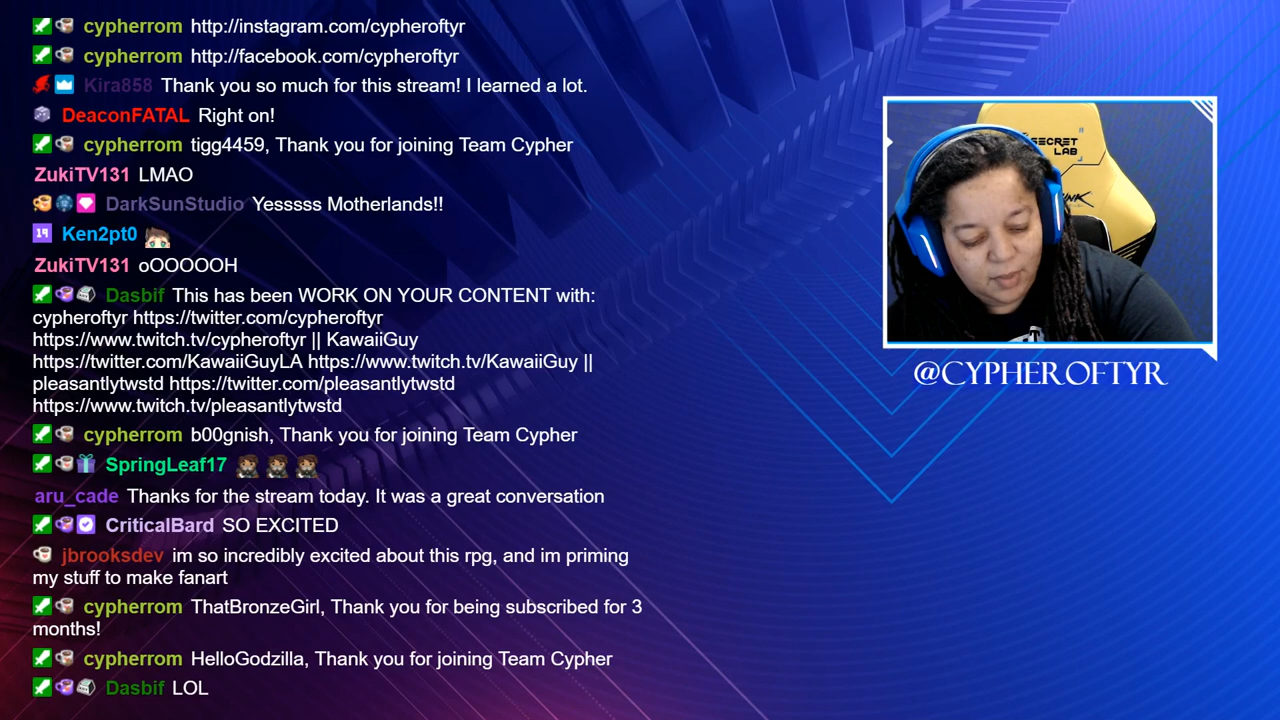 cypherrom http://instagram.com/cypheroftyr
cypherrom http://facebook.com/cypheroftyr
Kira858 Thank you so much for this stream! I learned a lot.
DeaconFATAL Right on!
cypherrom tigg4459, Thank you for joining Team Cypher
ZukiTV131 LMAO
DarkSunStudio Yesssss Motherlands!!
19 Ken2pt0
ZukiTV131 oOOOOOH
Dasbif This has been WORK ON YOUR CONTENT with:
cypheroftyr https://twitter.com/cypheroftyr
https://www.twitch.tv/cypheroftyr || KawaiiGuy
https://twitter.com/KawaiiGuyLA https://www.twitch.tv/KawaiiGuy ||
pleasantlytwstd https://twitter.com/pleasantlytwstd
https://www.twitch.tv/pleasantlytwstd
cypherrom b00gnish, Thank you for joining Team Cypher
SpringLeaf17
aru_cade Thanks for the stream today. It was a great conversation
CriticalBard SO EXCITED
jbrooksdev im so incredibly excited about this rpg, and im priming
my stuff to make fanart
cypherrom ThatBronzeGirl, Thank you for being subscribed for 3
months!
cypherrom HelloGodzilla, Thank you for joining Team Cypher
Dasbif LOL
SECRET
LAB
@CYPHEROFTYR